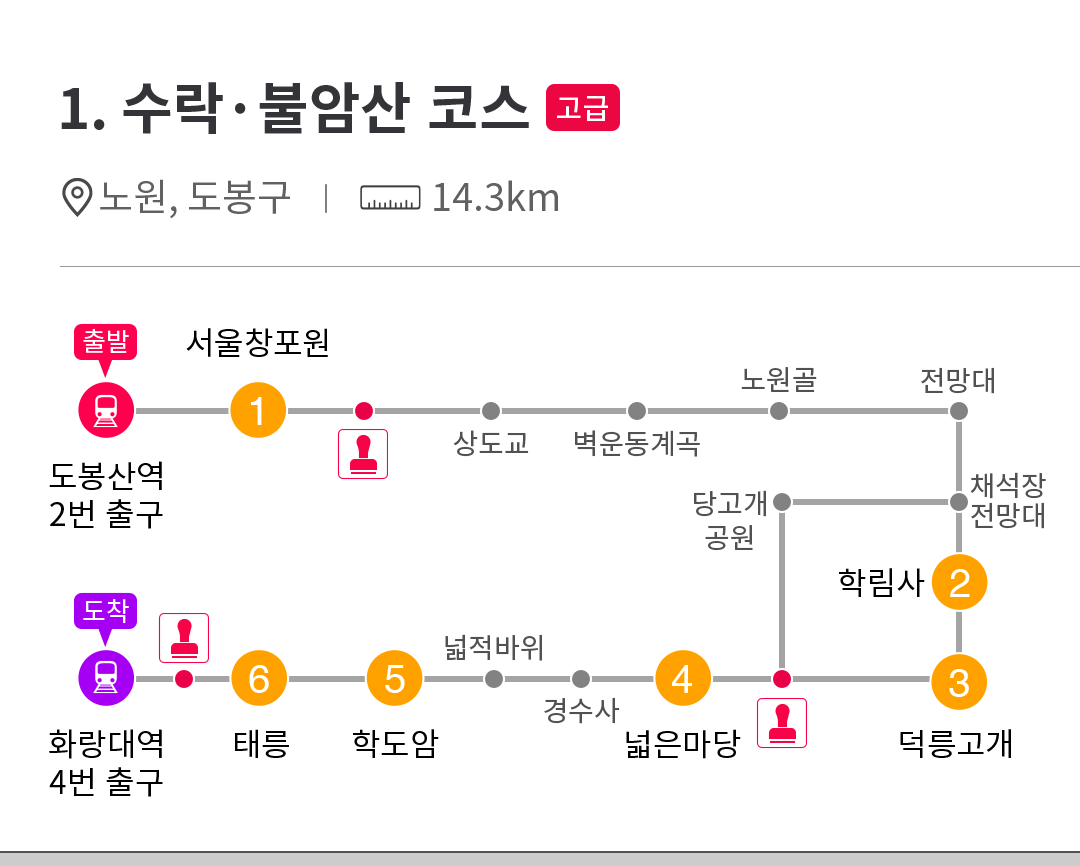 1. 수락·불암산 코스 고급
노원, 도봉구 | 14.3km
출발
서울창포원
1
노원골
전망대
상도교
벽운동계곡
도봉산역
2번 출구
당고개
공원
채석장
전망대
학림사
2
도착
넓적바위
6
5
4
3
경수사
화랑대역
4번 출구
태릉
학도암
넓은마당
덕릉고개